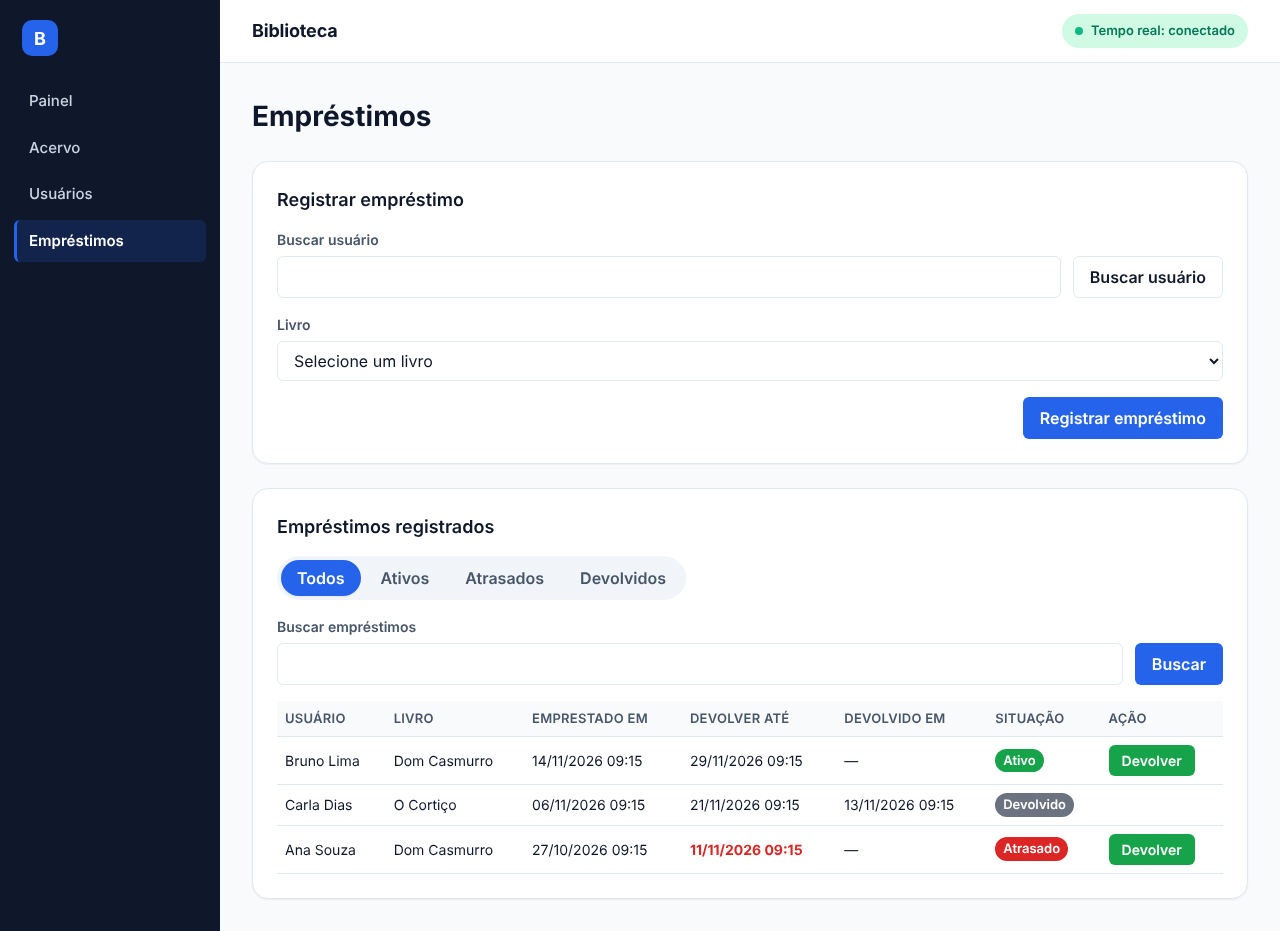 B
Biblioteca
Tempo real: conectado
Painel
Acervo
Usuários
Empréstimos
Empréstimos
Registrar empréstimo
Buscar usuário
Buscar usuário
Livro
Selecione um livro
Registrar empréstimo
Empréstimos registrados
Todos Ativos Atrasados Devolvidos
Buscar empréstimos
Buscar
USUÁRIO LIVRO EMPRESTADO EM DEVOLVER ATÉ DEVOLVIDO EM SITUAÇÃO AÇÃO
Bruno Lima Dom Casmurro 14/11/2026 09:15 29/11/2026 09:15 — Ativo Devolver
Carla Dias O Cortiço 06/11/2026 09:15 21/11/2026 09:15 13/11/2026 09:15 Devolvido
Ana Souza Dom Casmurro 27/10/2026 09:15 11/11/2026 09:15 — Atrasado Devolver